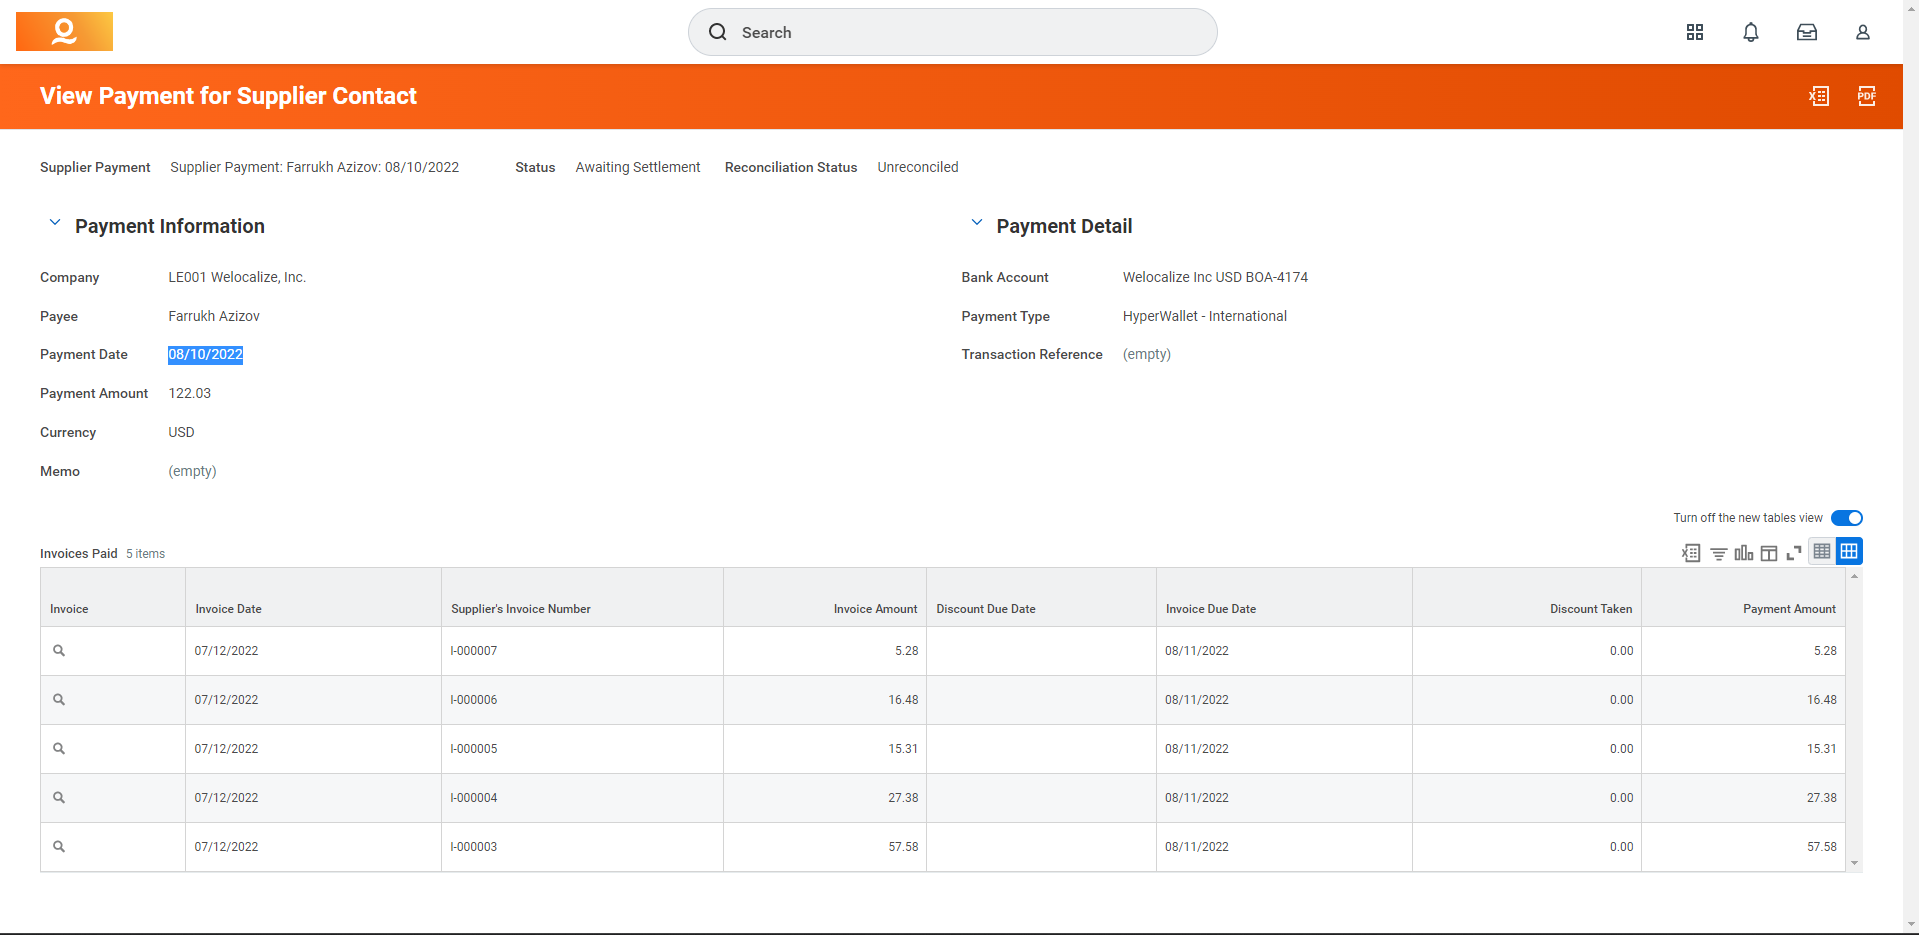 Search
View Payment for Supplier Contact
PDF
Supplier Payment Supplier Payment: Farrukh Azizov: 08/10/2022 Status Awaiting Settlement Reconciliation Status Unreconciled
Payment Information
Company LE001 Welocalize, Inc.
Payee Farrukh Azizov
Payment Date 08/10/2022
Payment Amount 122.03
Currency USD
Memo (empty)
Payment Detail
Bank Account Welocalize Inc USD BOA-4174
Payment Type HyperWallet - International
Transaction Reference (empty)
Turn off the new tables view
Invoices Paid 5 items
Invoice Invoice Date Supplier's Invoice Number Invoice Amount Discount Due Date Invoice Due Date Discount Taken Payment Amount
07/12/2022 I-000007 5.28 08/11/2022 0.00 5.28
07/12/2022 I-000006 16.48 08/11/2022 0.00 16.48
07/12/2022 I-000005 15.31 08/11/2022 0.00 15.31
07/12/2022 I-000004 27.38 08/11/2022 0.00 27.38
07/12/2022 I-000003 57.58 08/11/2022 0.00 57.58